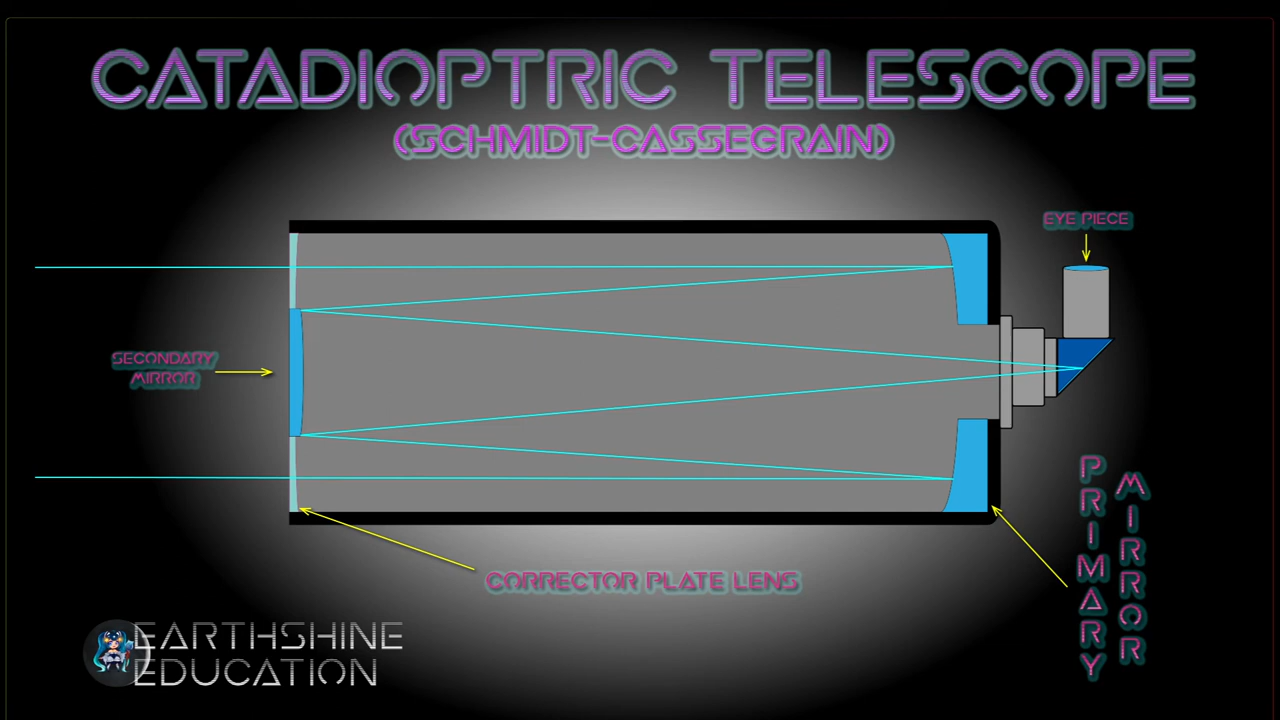 CATADIOPTRIC TELESCOPE
(SCHMIDT-CASSEGRAIN)
EYE PIECE
SECONDARY
MIRROR
PRIMARY
MIRROR
CORRECTOR PLATE LENS
EARTHSHINE
EDUCATION